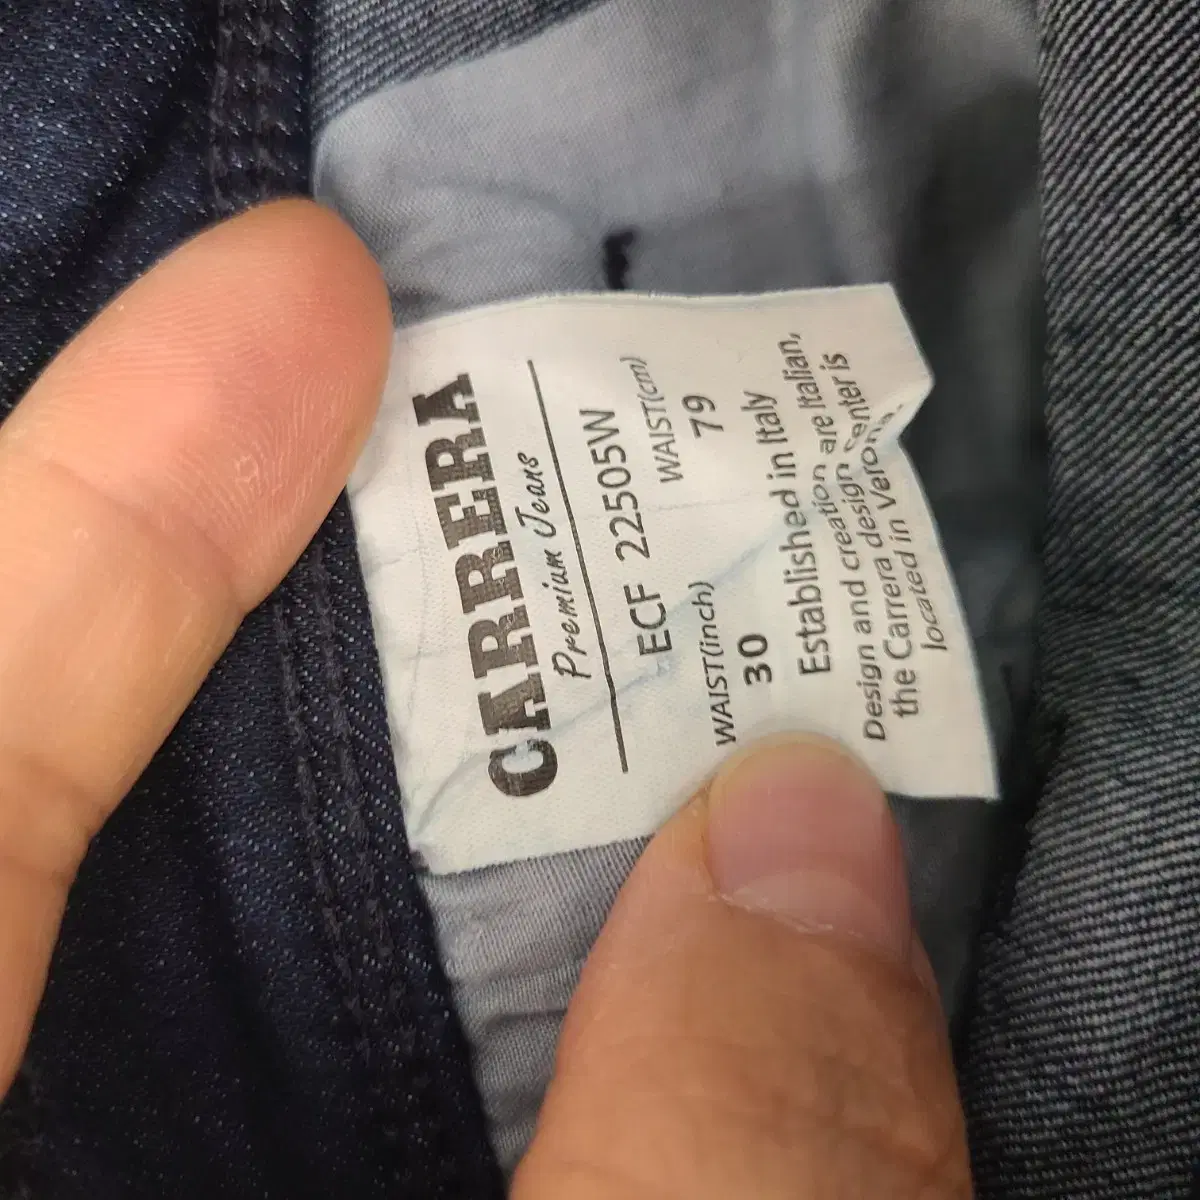 CARRERA
Premium Jeans
ECF 22505W
WAIST(inch) WAIST(cm)
30 79
Established in Italy
Design and creation are Italian,
the Carrera design center is
located in Verona.